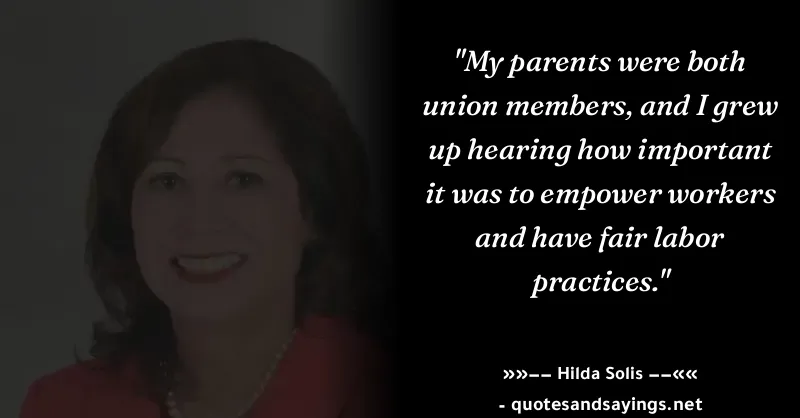 "My parents were both
union members, and I grew
up hearing how important
it was to empower workers
and have fair labor
practices."
»»−− Hilda Solis −−««
- quotesandsayings.net